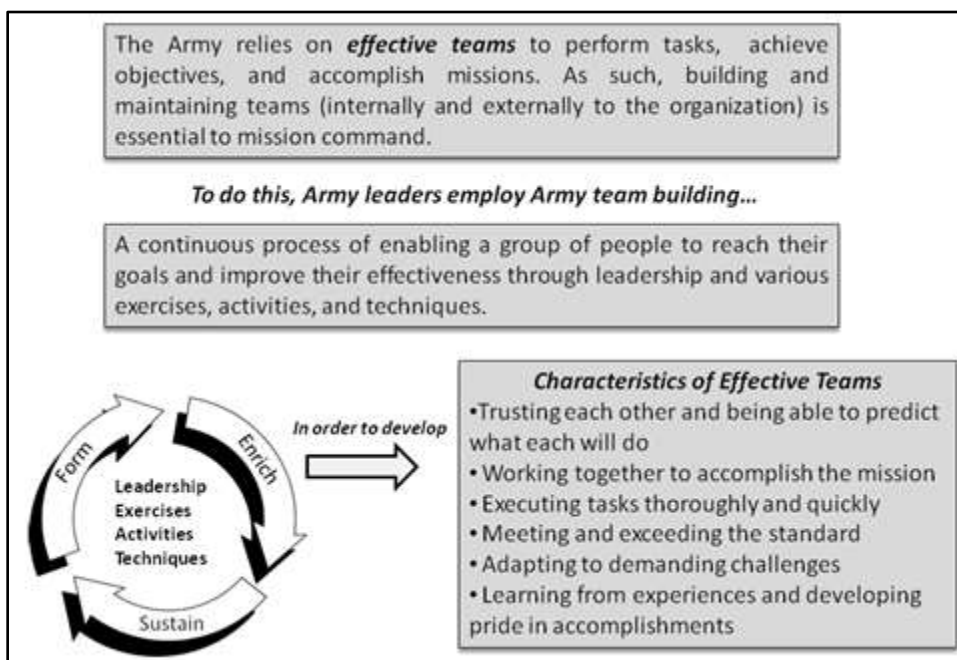 The Army relies on effective teams to perform tasks, achieve
objectives, and accomplish missions. As such, building and
maintaining teams (internally and externally to the organization) is
essential to mission command.
To do this, Army leaders employ Army team building...
A continuous process of enabling a group of people to reach their
goals and improve their effectiveness through leadership and various
exercises, activities, and techniques.
Form
Enrich
Sustain
Leadership
Exercises
Activities
Techniques
In order to develop
Characteristics of Effective Teams
•Trusting each other and being able to predict
what each will do
•Working together to accomplish the mission
•Executing tasks thoroughly and quickly
•Meeting and exceeding the standard
•Adapting to demanding challenges
•Learning from experiences and developing
pride in accomplishments